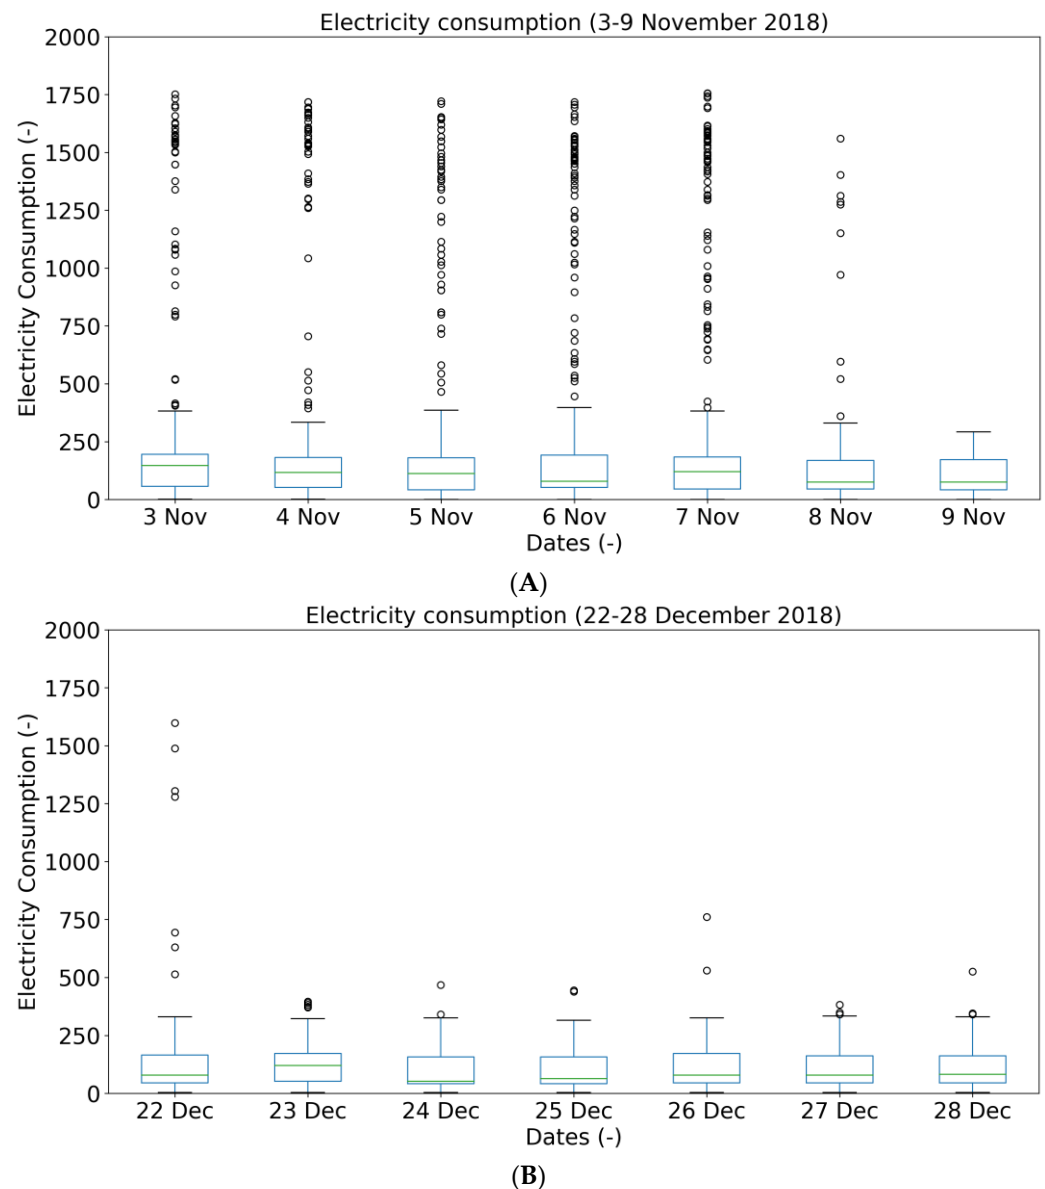 Electricity consumption (3-9 November 2018)
2000
1750
1500
1250
1000
750
500
250
0
Electricity Consumption (-)
3 Nov 4 Nov 5 Nov 6 Nov 7 Nov 8 Nov 9 Nov
Dates (-)
(A)
Electricity consumption (22-28 December 2018)
2000
1750
1500
1250
1000
750
500
250
0
Electricity Consumption (-)
22 Dec 23 Dec 24 Dec 25 Dec 26 Dec 27 Dec 28 Dec
Dates (-)
(B)